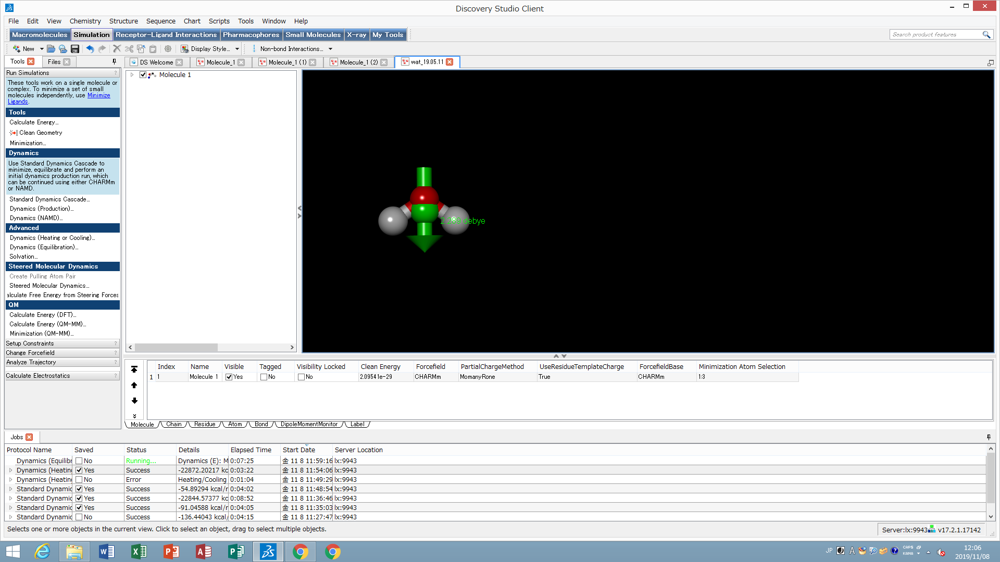 Discovery Studio Client
File Edit View Chemistry Structure Sequence Chart Scripts Tools Window Help
Macromolecules Simulation Receptor-Ligand Interactions Pharmacophores Small Molecules X-ray My Tools
Search product features
New Display Style... Non-bond Interactions...
Tools Files
DS Welcome Molecule_1 Molecule_1 (1) Molecule_1 (2) wat_19.05.11
Run Simulations ?
These tools work on a single molecule or
complex. To minimize a set of small
molecules independently, use Minimize
Ligands.
Tools
Calculate Energy...
Clean Geometry
Minimization...
Dynamics
Use Standard Dynamics Cascade to
minimize, equilibrate and perform an
initial dynamics production run, which
can be continued using either CHARMm
or NAMD.
Standard Dynamics Cascade...
Dynamics (Production)...
Dynamics (NAMD)...
Advanced
Dynamics (Heating or Cooling)...
Dynamics (Equilibration)...
Solvation...
Steered Molecular Dynamics
Create Pulling Atom Pair
Steered Molecular Dynamics...
alculate Free Energy from Steering Forces
QM
Calculate Energy (DFT)...
Calculate Energy (QM-MM)...
Minimization (QM-MM)...
Setup Constraints ?
Change Forcefield ?
Analyze Trajectory ?
Calculate Electrostatics ?
Molecule 1
debye
Index Name Visible Tagged Visibility Locked Clean Energy Forcefield PartialChargeMethod UseResidueTemplateCharge ForcefieldBase Minimization Atom Selection
1 1 Molecule 1 Yes No No 2.09541e-29 CHARMm MomanyRone True CHARMm 1:3
Molecule Chain Residue Atom Bond DipoleMomentMonitor Label
Jobs
Protocol Name Saved Status Details Elapsed Time Start Date Server Location
Dynamics (Equilibr No Running... Dynamics (E): M 0:07:25 金 11 8 11:59:16 lx:9943
Dynamics (Heatin Yes Success -22872.20217 kc 0:03:22 金 11 8 11:54:06 lx:9943
Dynamics (Heatin No Error Heating/Cooling 0:01:04 金 11 8 11:49:29 lx:9943
Standard Dynamic Yes Success -54.89294 kcal/r 0:04:02 金 11 8 11:48:54 lx:9943
Standard Dynamic Yes Success -22844.57377 kc 0:08:52 金 11 8 11:36:46 lx:9943
Standard Dynamic Yes Success -91.04588 kcal/r 0:04:05 金 11 8 11:35:03 lx:9943
Standard Dynamic No Success -136.44043 kcal/ 0:04:15 金 11 8 11:27:47 lx:9943
Selects one or more objects in the current view. Click to select an object, drag to select multiple objects.
Server:lx:9943 v17.2.1.17142
JP A CAPS KANA
12:06
2019/11/08